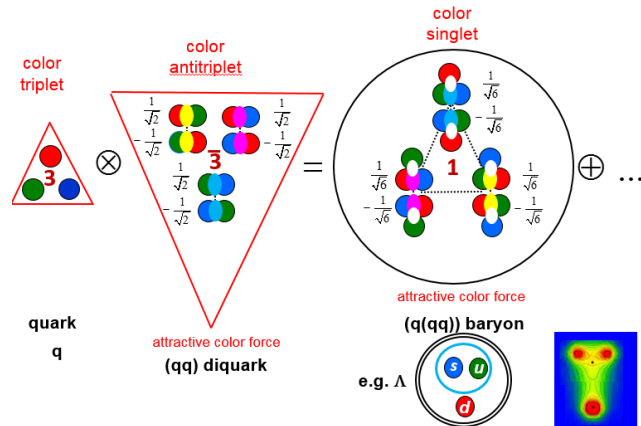 color
triplet
3
quark
q
⊗
color
antitriplet
1/√2
- 1/√2
1/√2
- 1/√2
3̅
1/√2
- 1/√2
attractive color force
(qq) diquark
=
color
singlet
1/√6
- 1/√6
1
1/√6
- 1/√6
1/√6
- 1/√6
attractive color force
(q(qq)) baryon
⊕ ...
e.g. Λ
s u
d